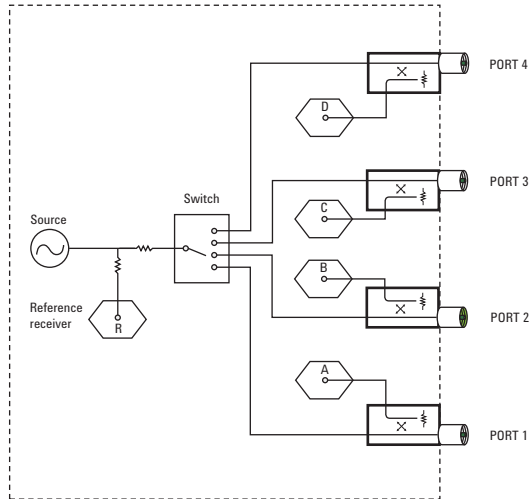 PORT 4
D
PORT 3
Switch
C
Source
B
Reference
receiver
R
PORT 2
A
PORT 1